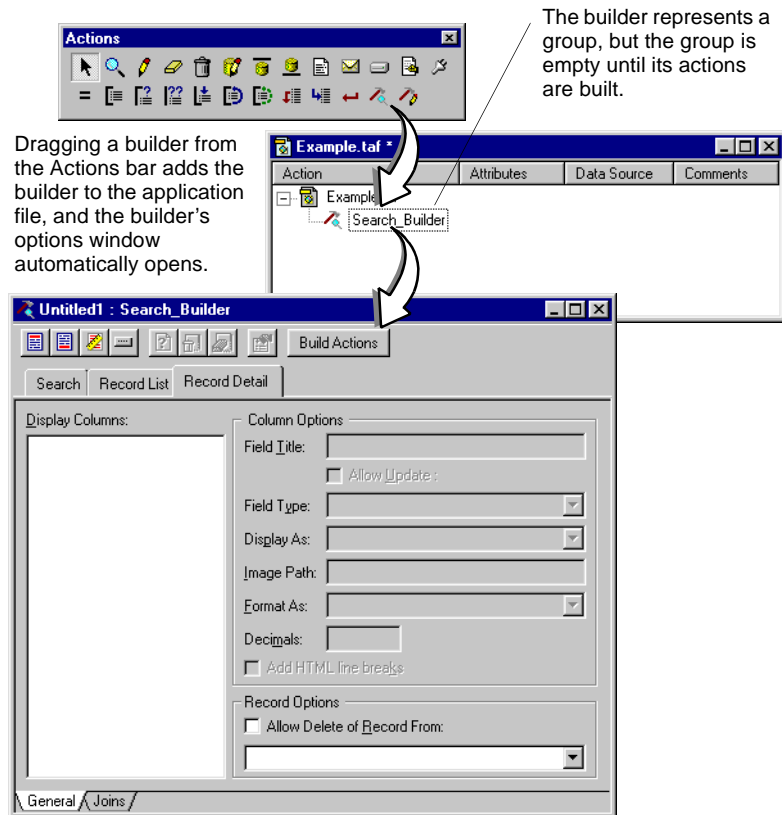 The builder represents a
group, but the group is
empty until its actions
are built.
Actions
Dragging a builder from
the Actions bar adds the
builder to the application
file, and the builder's
options window
automatically opens.
Example.taf *
Action Attributes Data Source Comments
Example
Search_Builder
Untitled1 : Search_Builder
Build Actions
Search Record List Record Detail
Display Columns:
Column Options
Field Title:
Allow Update :
Field Type:
Display As:
Image Path:
Format As:
Decimals:
Add HTML line breaks
Record Options
Allow Delete of Record From:
General Joins